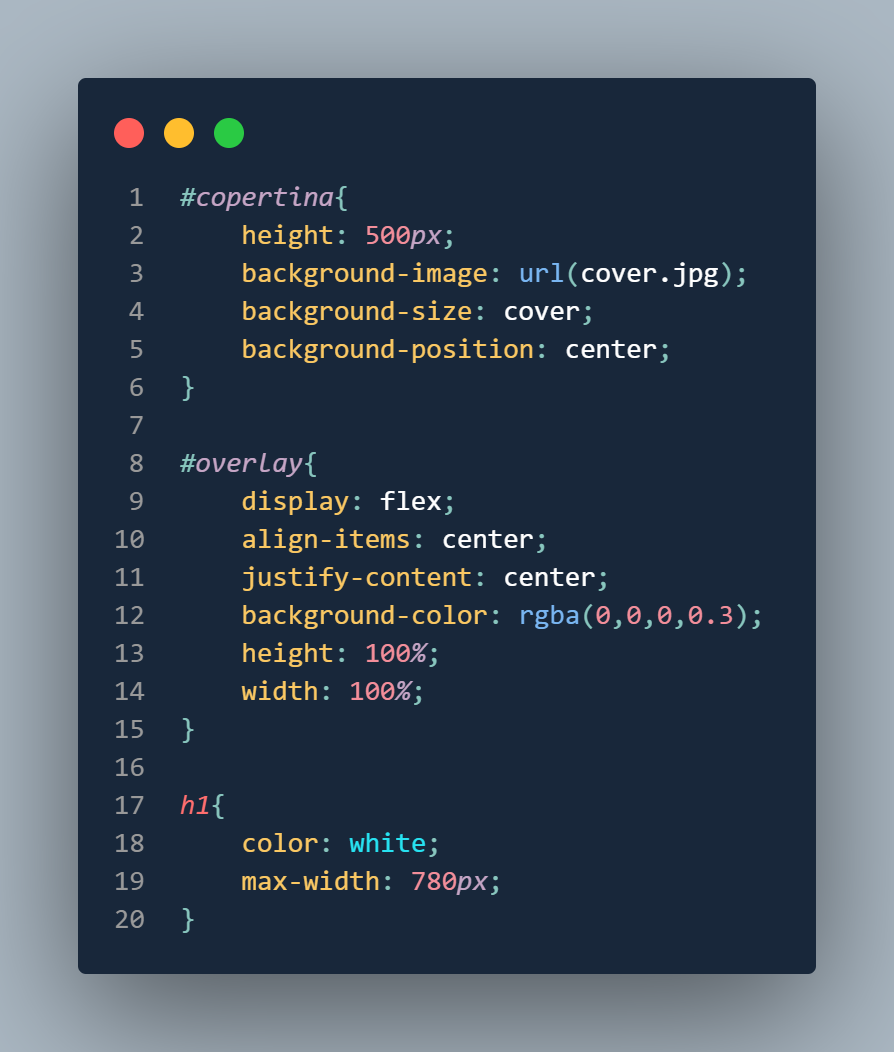 1 #copertina{
2     height: 500px;
3     background-image: url(cover.jpg);
4     background-size: cover;
5     background-position: center;
6 }
7
8 #overlay{
9     display: flex;
10     align-items: center;
11     justify-content: center;
12     background-color: rgba(0,0,0,0.3);
13     height: 100%;
14     width: 100%;
15 }
16
17 h1{
18     color: white;
19     max-width: 780px;
20 }